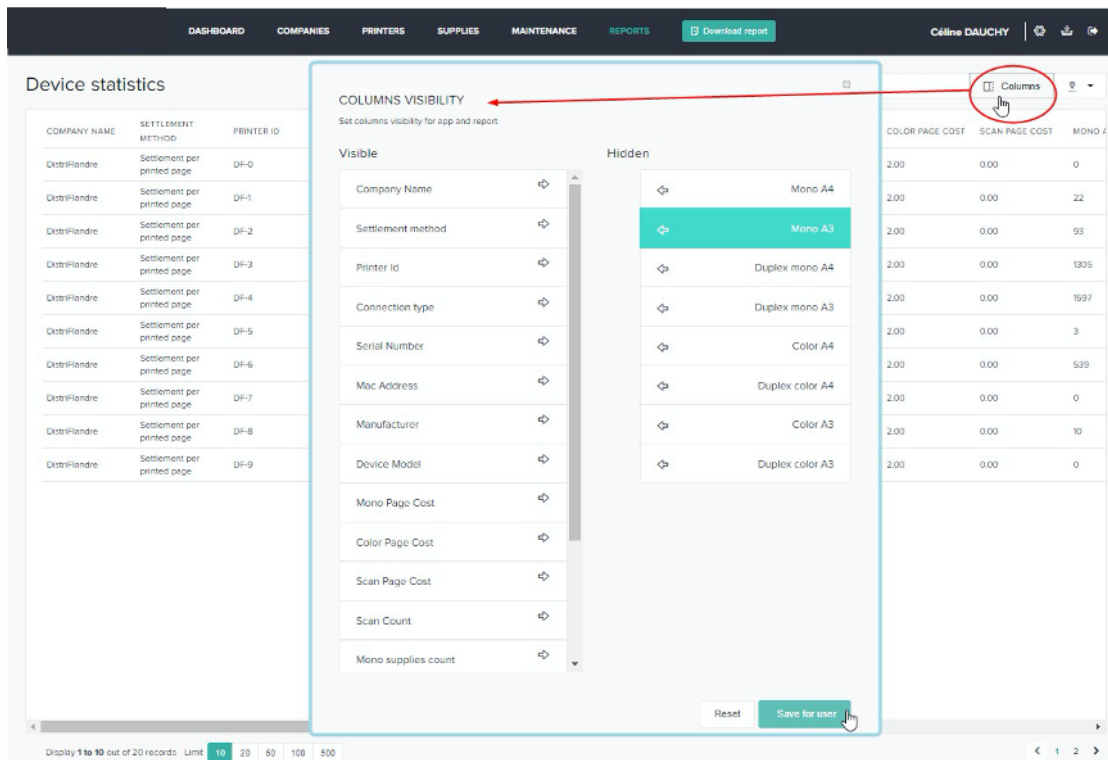 DASHBOARD COMPANIES PRINTERS SUPPLIES MAINTENANCE REPORTS Download report Céline DAUCHY
Device statistics
Columns
COLUMNS VISIBILITY
Set columns visibility for app and report
Visible
Hidden
Company Name
Settlement method
Printer Id
Connection type
Serial Number
Mac Address
Manufacturer
Device Model
Mono Page Cost
Color Page Cost
Scan Page Cost
Scan Count
Mono supplies count
Mono A4
Mono A3
Duplex mono A4
Duplex mono A3
Color A4
Duplex color A4
Color A3
Duplex color A3
Reset
Save for user
COMPANY NAME SETTLEMENT METHOD PRINTER ID COLOR PAGE COST SCAN PAGE COST MONO
DistriFlandre Settlement per printed page DF-0 2.00 0.00 0
DistriFlandre Settlement per printed page DF-1 2.00 0.00 22
DistriFlandre Settlement per printed page DF-2 2.00 0.00 93
DistriFlandre Settlement per printed page DF-3 2.00 0.00 1305
DistriFlandre Settlement per printed page DF-4 2.00 0.00 1597
DistriFlandre Settlement per printed page DF-5 2.00 0.00 3
DistriFlandre Settlement per printed page DF-6 2.00 0.00 539
DistriFlandre Settlement per printed page DF-7 2.00 0.00 0
DistriFlandre Settlement per printed page DF-8 2.00 0.00 10
DistriFlandre Settlement per printed page DF-9 2.00 0.00 0
Display 1 to 10 out of 20 records Limit 10 20 50 100 500
1 2